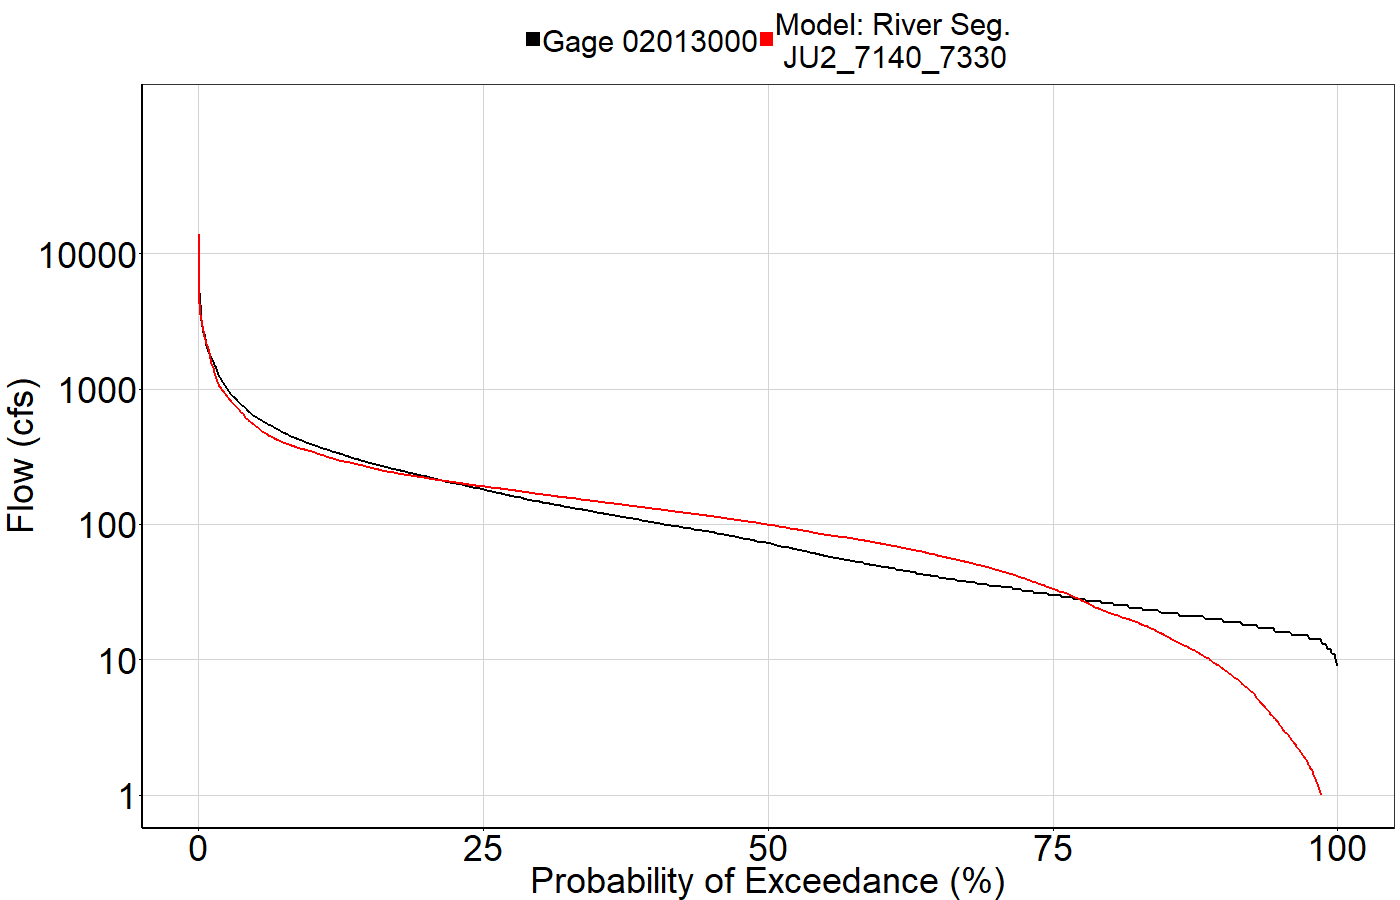 Gage 02013000
Model: River Seg.
JU2_7140_7330
Flow (cfs)
10000
1000
100
10
1
0 25 50 75 100
Probability of Exceedance (%)